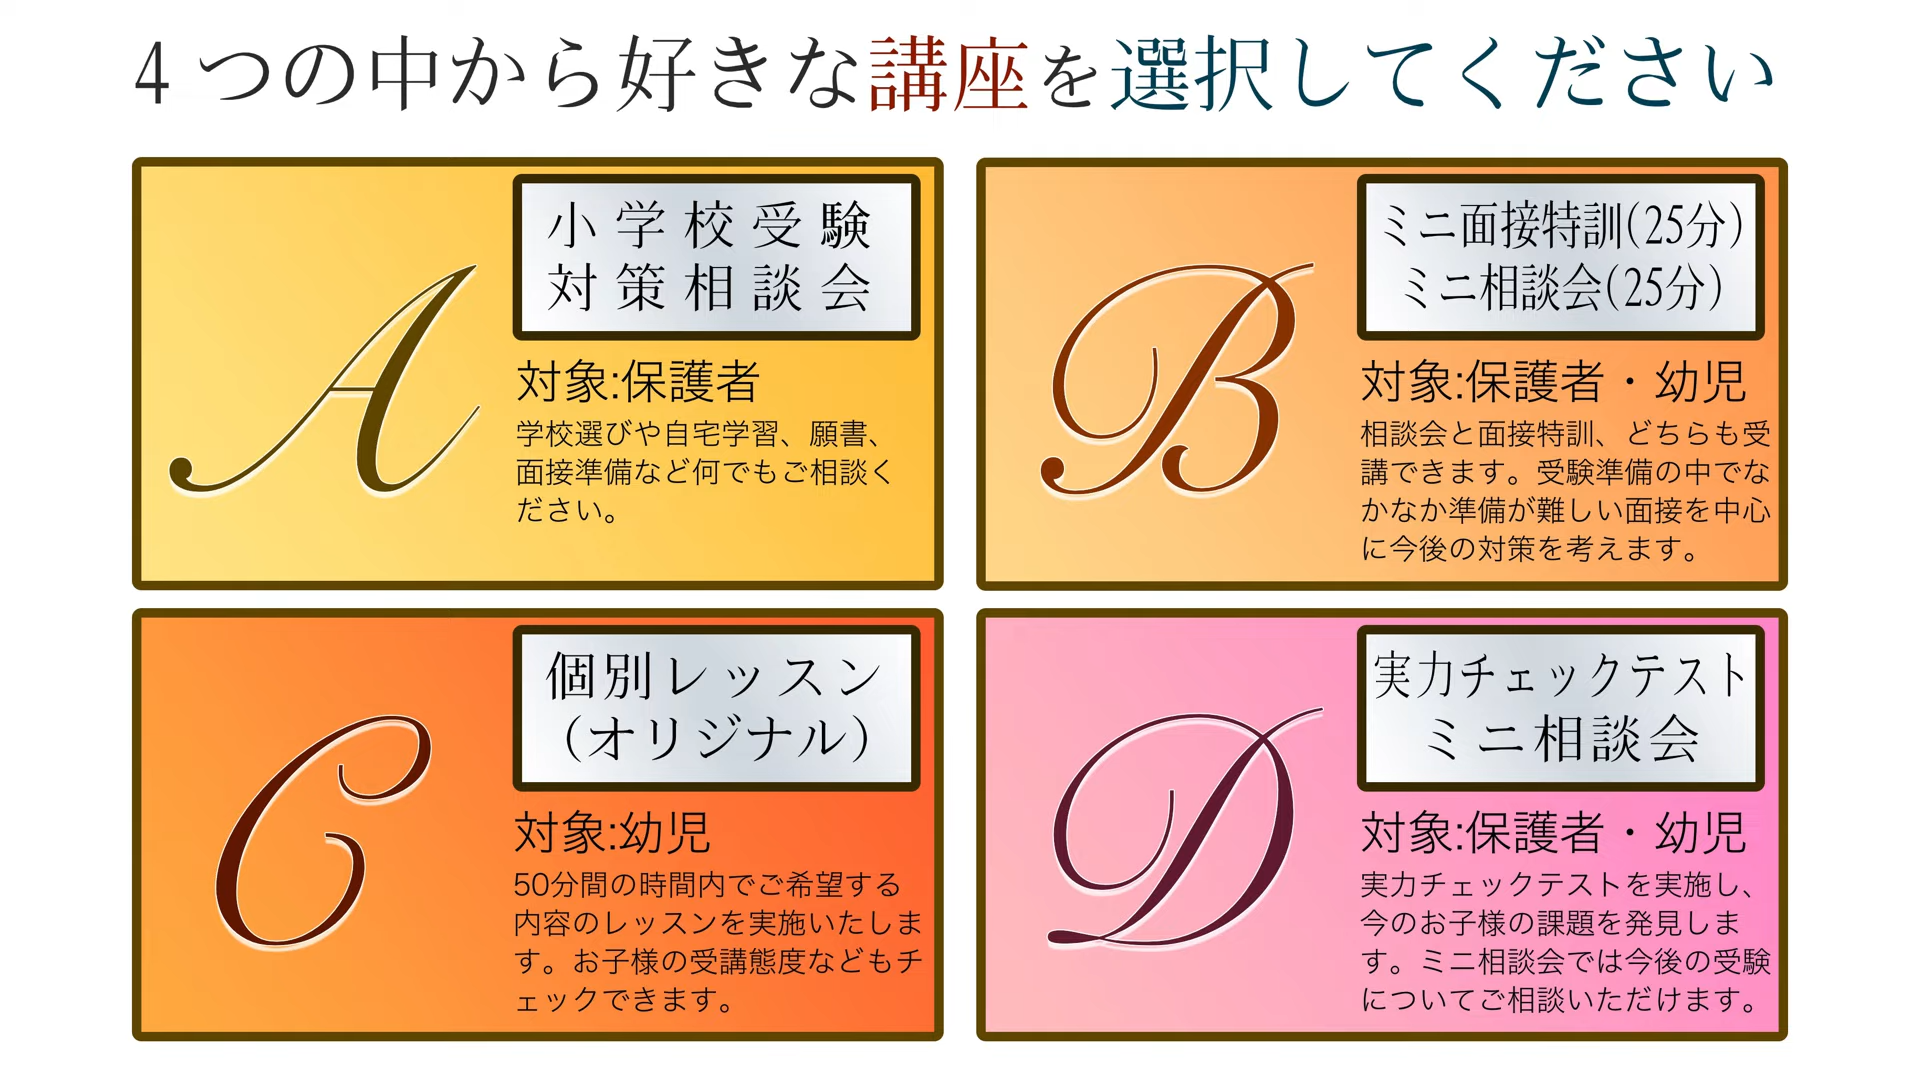 4つの中から好きな講座を選択してください
A
小学校受験
対策相談会
対象:保護者
学校選びや自宅学習、願書、
面接準備など何でもご相談く
ださい。
B
ミニ面接特訓(25分)
ミニ相談会(25分)
対象:保護者・幼児
相談会と面接特訓、どちらも受
講できます。受験準備の中でな
かなか準備が難しい面接を中心
に今後の対策を考えます。
C
個別レッスン
(オリジナル)
対象:幼児
50分間の時間内でご希望する
内容のレッスンを実施いたしま
す。お子様の受講態度などもチ
ェックできます。
D
実力チェックテスト
ミニ相談会
対象:保護者・幼児
実力チェックテストを実施し、
今のお子様の課題を発見しま
す。ミニ相談会では今後の受験
についてご相談いただけます。